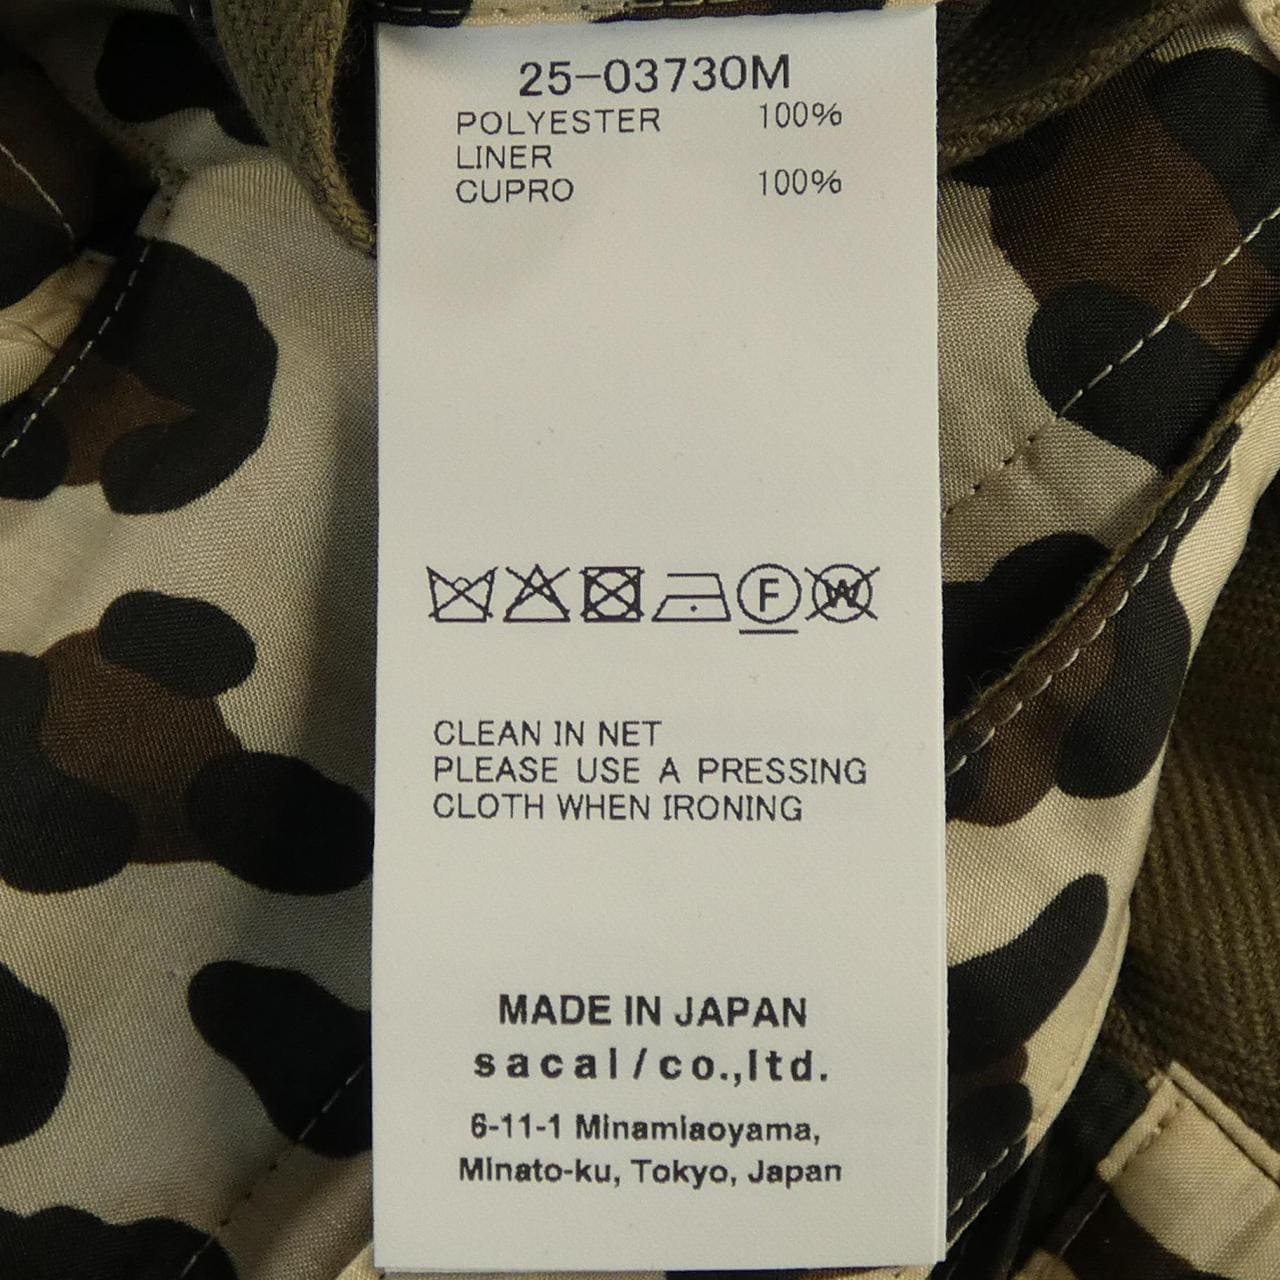 25-03730M
POLYESTER 100%
LINER
CUPRO 100%
F W
CLEAN IN NET
PLEASE USE A PRESSING
CLOTH WHEN IRONING
MADE IN JAPAN
sacai/co.,ltd.
6-11-1 Minamiaoyama,
Minato-ku, Tokyo, Japan